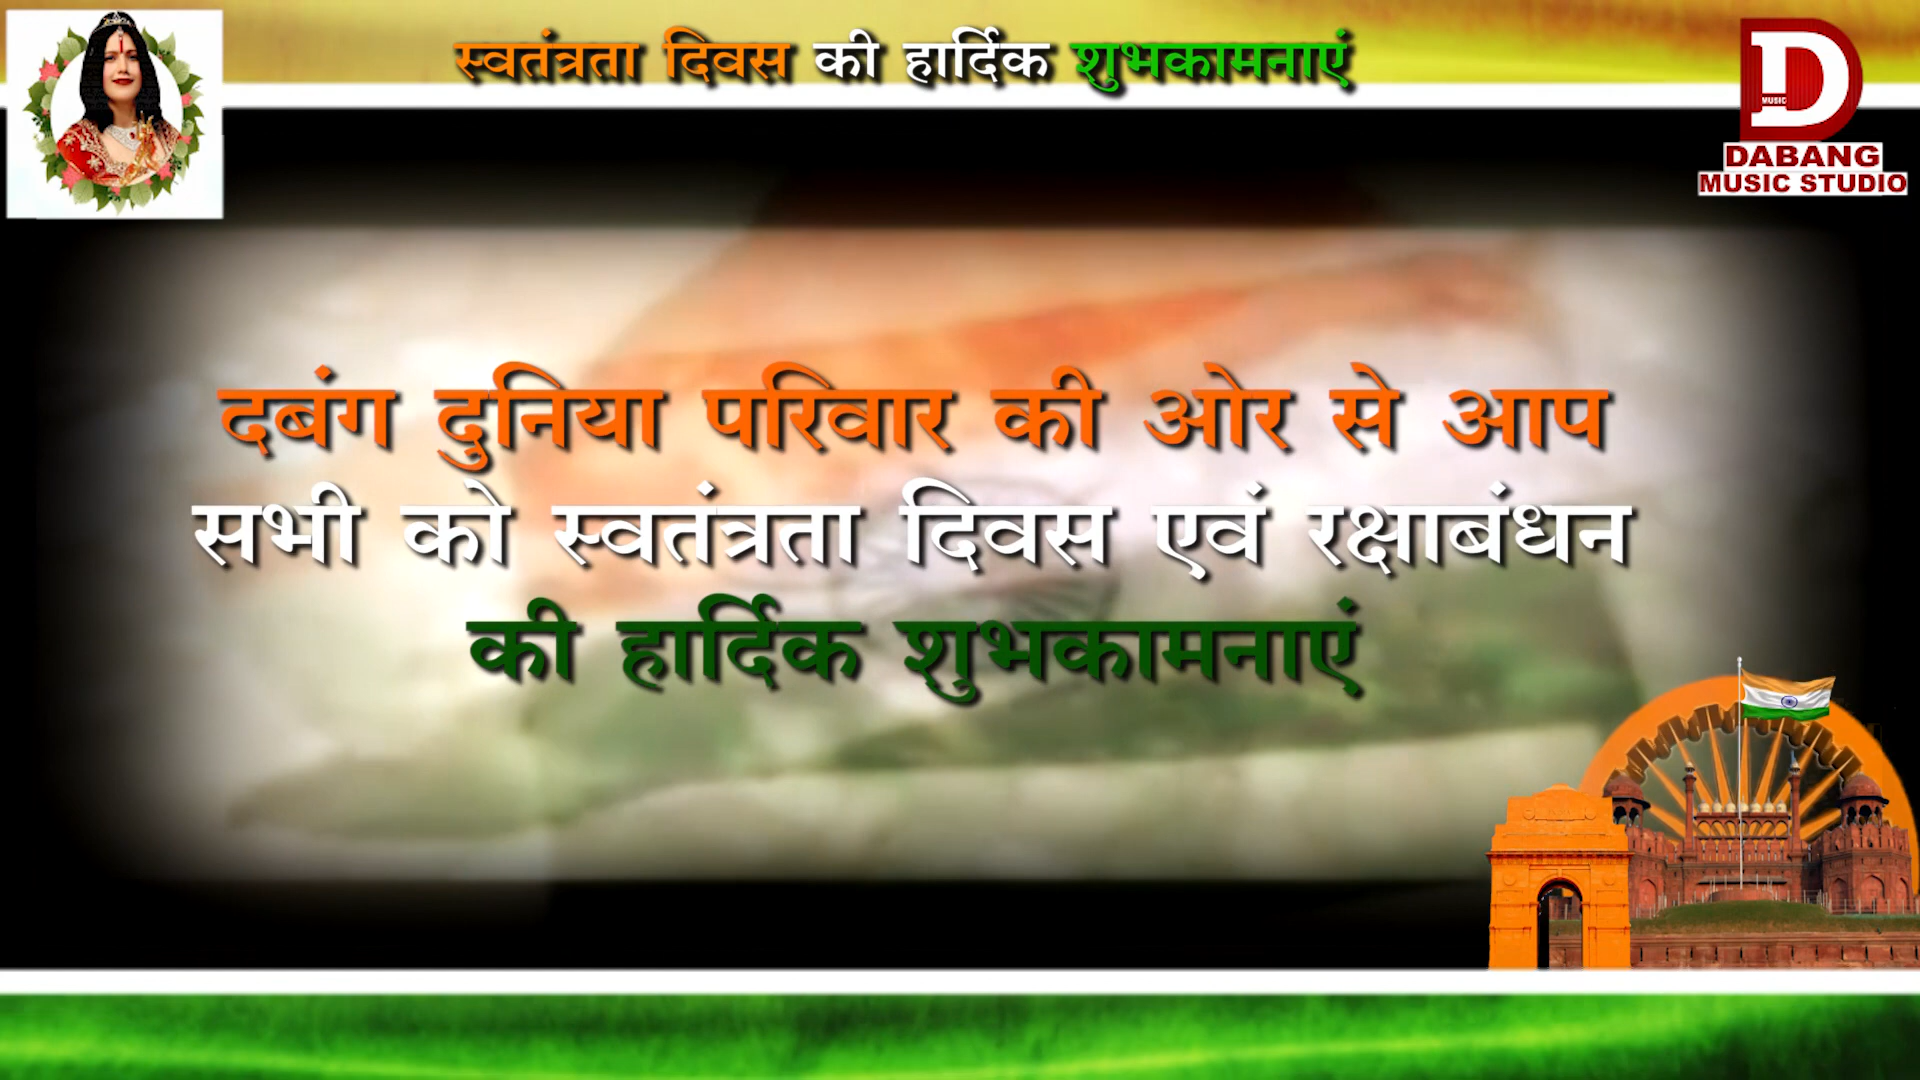 स्वतंत्रता दिवस की हार्दिक शुभकामनाएं
MUSIC
DABANG
MUSIC STUDIO
दबंग दुनिया परिवार की ओर से आप
सभी को स्वतंत्रता दिवस एवं रक्षाबंधन
की हार्दिक शुभकामनाएं